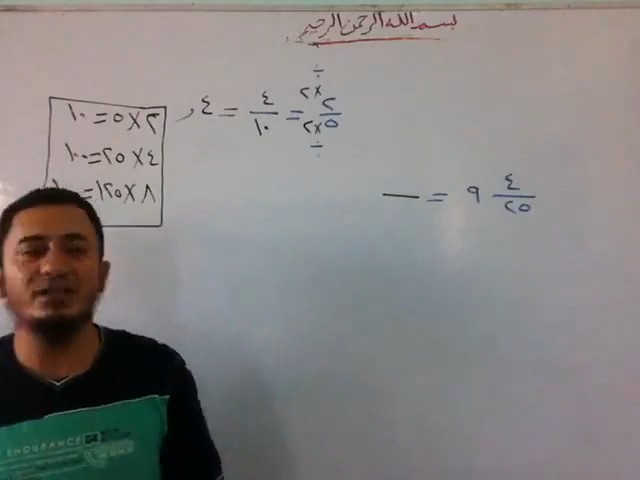 بسم الله الرحمن الرحيم
÷
٢×
٢/٥ = ٤/١٠ = ٤,
٢×
÷
٢×٥=١٠
٤×٢٥=١٠٠
٨×١٢٥=
٤/٢٥ ٩ = —
ENDURANCE